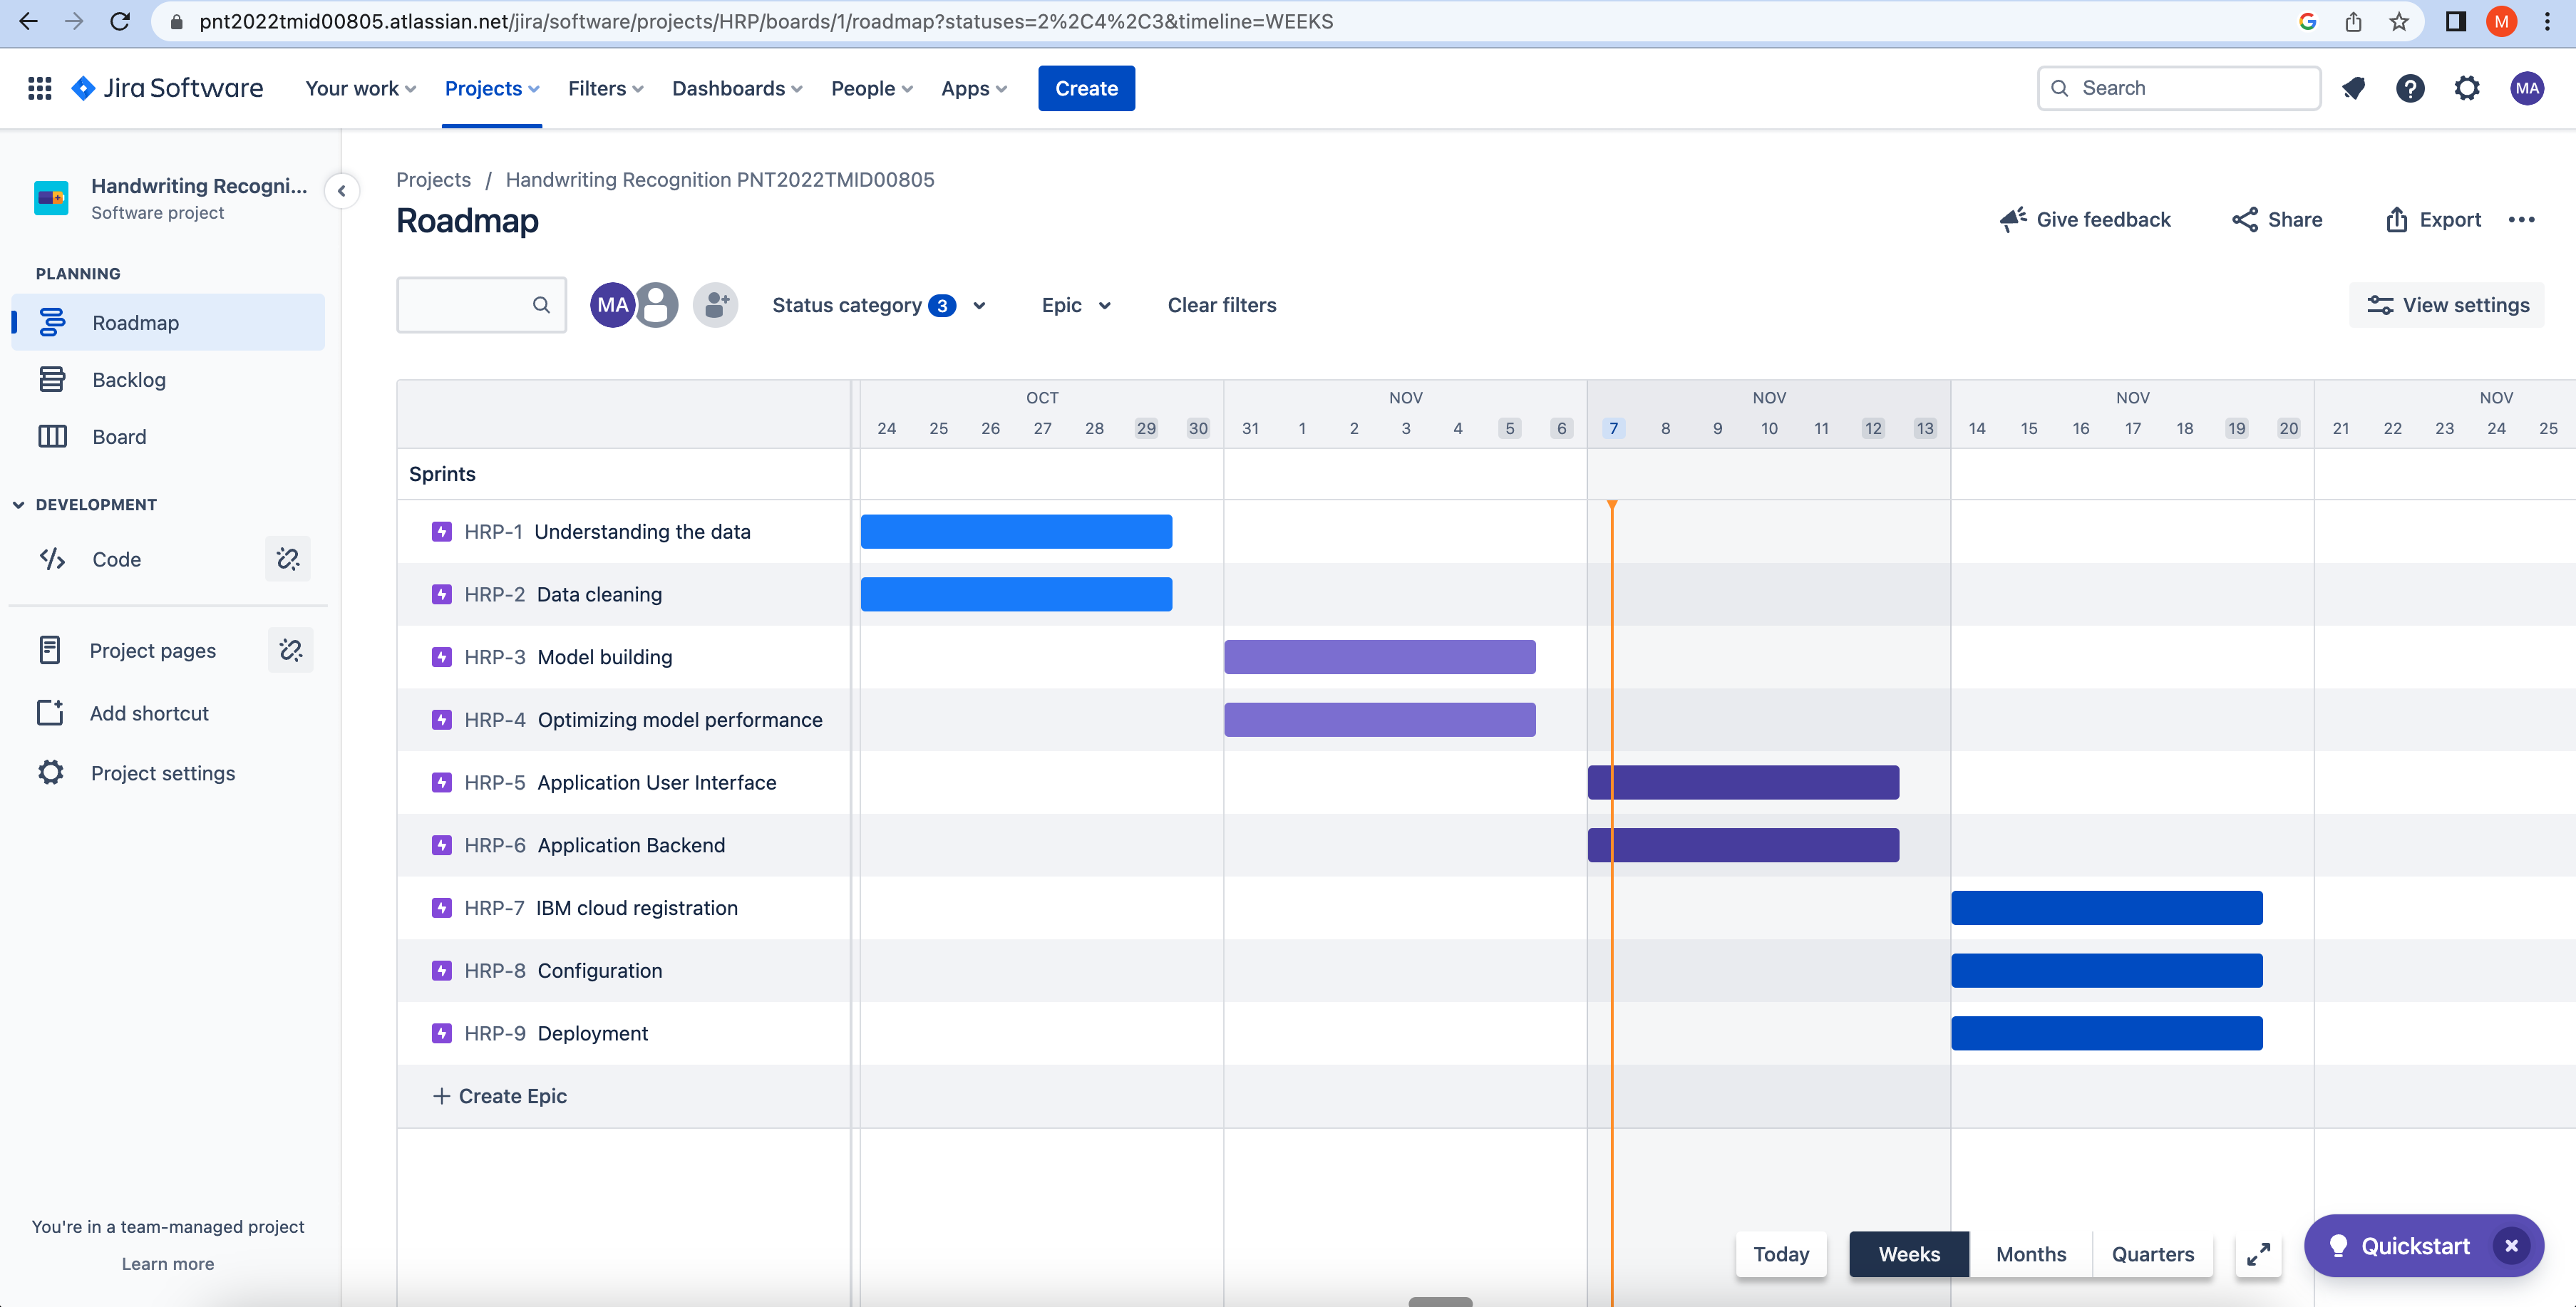 pnt2022tmid00805.atlassian.net/jira/software/projects/HRP/boards/1/roadmap?statuses=2%2C4%2C3&timeline=WEEKS
M
Jira Software
Your work
Projects
Filters
Dashboards
People
Apps
Create
Search
MA
Handwriting Recogni...
Software project
PLANNING
Roadmap
Backlog
Board
DEVELOPMENT
Code
Project pages
Add shortcut
Project settings
You're in a team-managed project
Learn more
Projects / Handwriting Recognition PNT2022TMID00805
Roadmap
Give feedback
Share
Export
MA
Status category 3
Epic
Clear filters
View settings
OCT NOV NOV NOV NOV
24 25 26 27 28 29 30 31 1 2 3 4 5 6 7 8 9 10 11 12 13 14 15 16 17 18 19 20 21 22 23 24 25
Sprints
HRP-1 Understanding the data
HRP-2 Data cleaning
HRP-3 Model building
HRP-4 Optimizing model performance
HRP-5 Application User Interface
HRP-6 Application Backend
HRP-7 IBM cloud registration
HRP-8 Configuration
HRP-9 Deployment
+ Create Epic
Today
Weeks
Months
Quarters
Quickstart